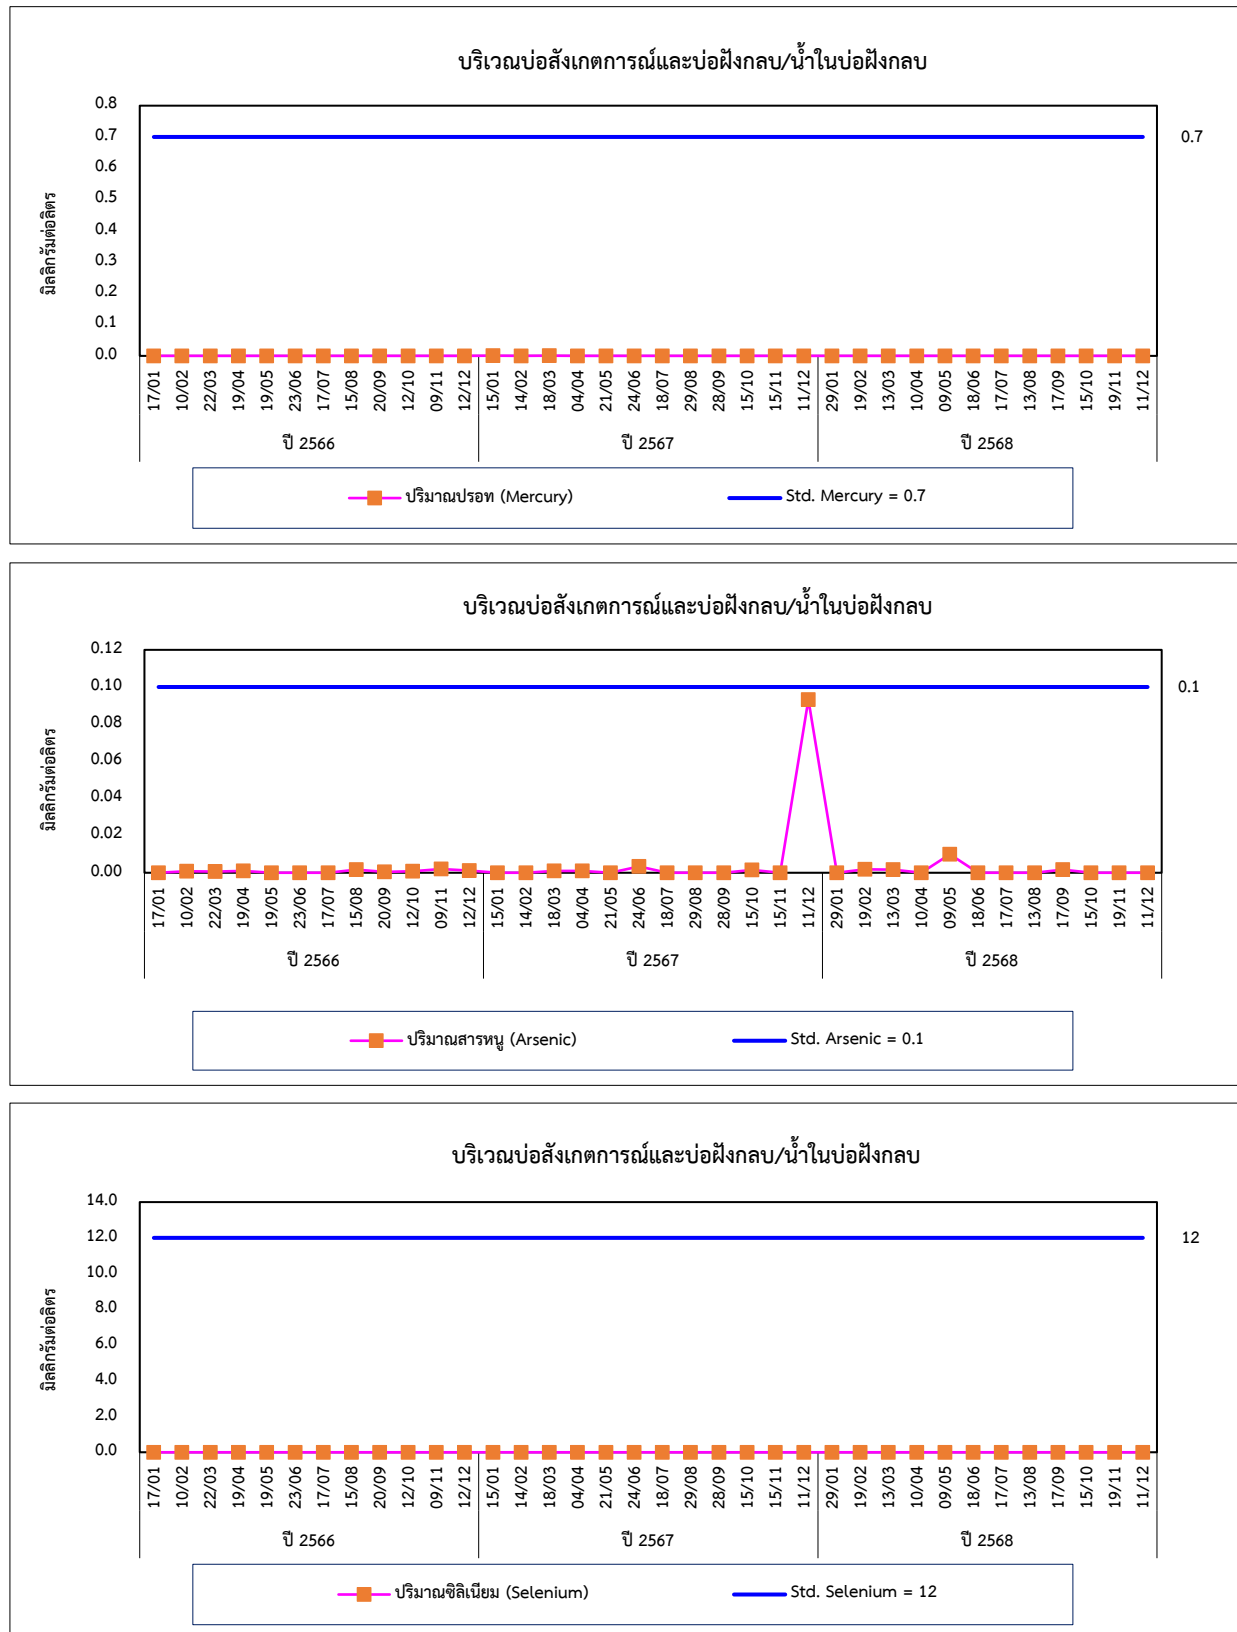 บริเวณบ่อสังเกตการณ์และบ่อฝังกลบ/น้ำในบ่อฝังกลบ
มิลลิกรัมต่อลิตร
0.8
0.7
0.6
0.5
0.4
0.3
0.2
0.1
0.0
0.7
17/01 10/02 22/03 19/04 19/05 23/06 17/07 15/08 20/09 12/10 09/11 12/12 15/01 14/02 18/03 04/04 21/05 24/06 18/07 29/08 28/09 15/10 15/11 11/12 29/01 19/02 13/03 10/04 09/05 18/06 17/07 13/08 17/09 15/10 19/11 11/12
ปี 2566 ปี 2567 ปี 2568
ปริมาณปรอท (Mercury) Std. Mercury = 0.7
บริเวณบ่อสังเกตการณ์และบ่อฝังกลบ/น้ำในบ่อฝังกลบ
มิลลิกรัมต่อลิตร
0.12
0.10
0.08
0.06
0.04
0.02
0.00
0.1
17/01 10/02 22/03 19/04 19/05 23/06 17/07 15/08 20/09 12/10 09/11 12/12 15/01 14/02 18/03 04/04 21/05 24/06 18/07 29/08 28/09 15/10 15/11 11/12 29/01 19/02 13/03 10/04 09/05 18/06 17/07 13/08 17/09 15/10 19/11 11/12
ปี 2566 ปี 2567 ปี 2568
ปริมาณสารหนู (Arsenic) Std. Arsenic = 0.1
บริเวณบ่อสังเกตการณ์และบ่อฝังกลบ/น้ำในบ่อฝังกลบ
มิลลิกรัมต่อลิตร
14.0
12.0
10.0
8.0
6.0
4.0
2.0
0.0
12
17/01 10/02 22/03 19/04 19/05 23/06 17/07 15/08 20/09 12/10 09/11 12/12 15/01 14/02 18/03 04/04 21/05 24/06 18/07 29/08 28/09 15/10 15/11 11/12 29/01 19/02 13/03 10/04 09/05 18/06 17/07 13/08 17/09 15/10 19/11 11/12
ปี 2566 ปี 2567 ปี 2568
ปริมาณซิลิเนียม (Selenium) Std. Selenium = 12